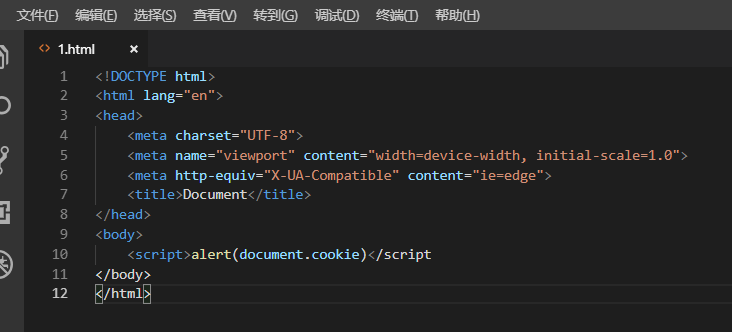 文件(F) 编辑(E) 选择(S) 查看(V) 转到(G) 调试(D) 终端(T) 帮助(H)
<> 1.html ×
1 <!DOCTYPE html>
2 <html lang="en">
3 <head>
4 <meta charset="UTF-8">
5 <meta name="viewport" content="width=device-width, initial-scale=1.0">
6 <meta http-equiv="X-UA-Compatible" content="ie=edge">
7 <title>Document</title>
8 </head>
9 <body>
10 <script>alert(document.cookie)</script
11 </body>
12 </html>